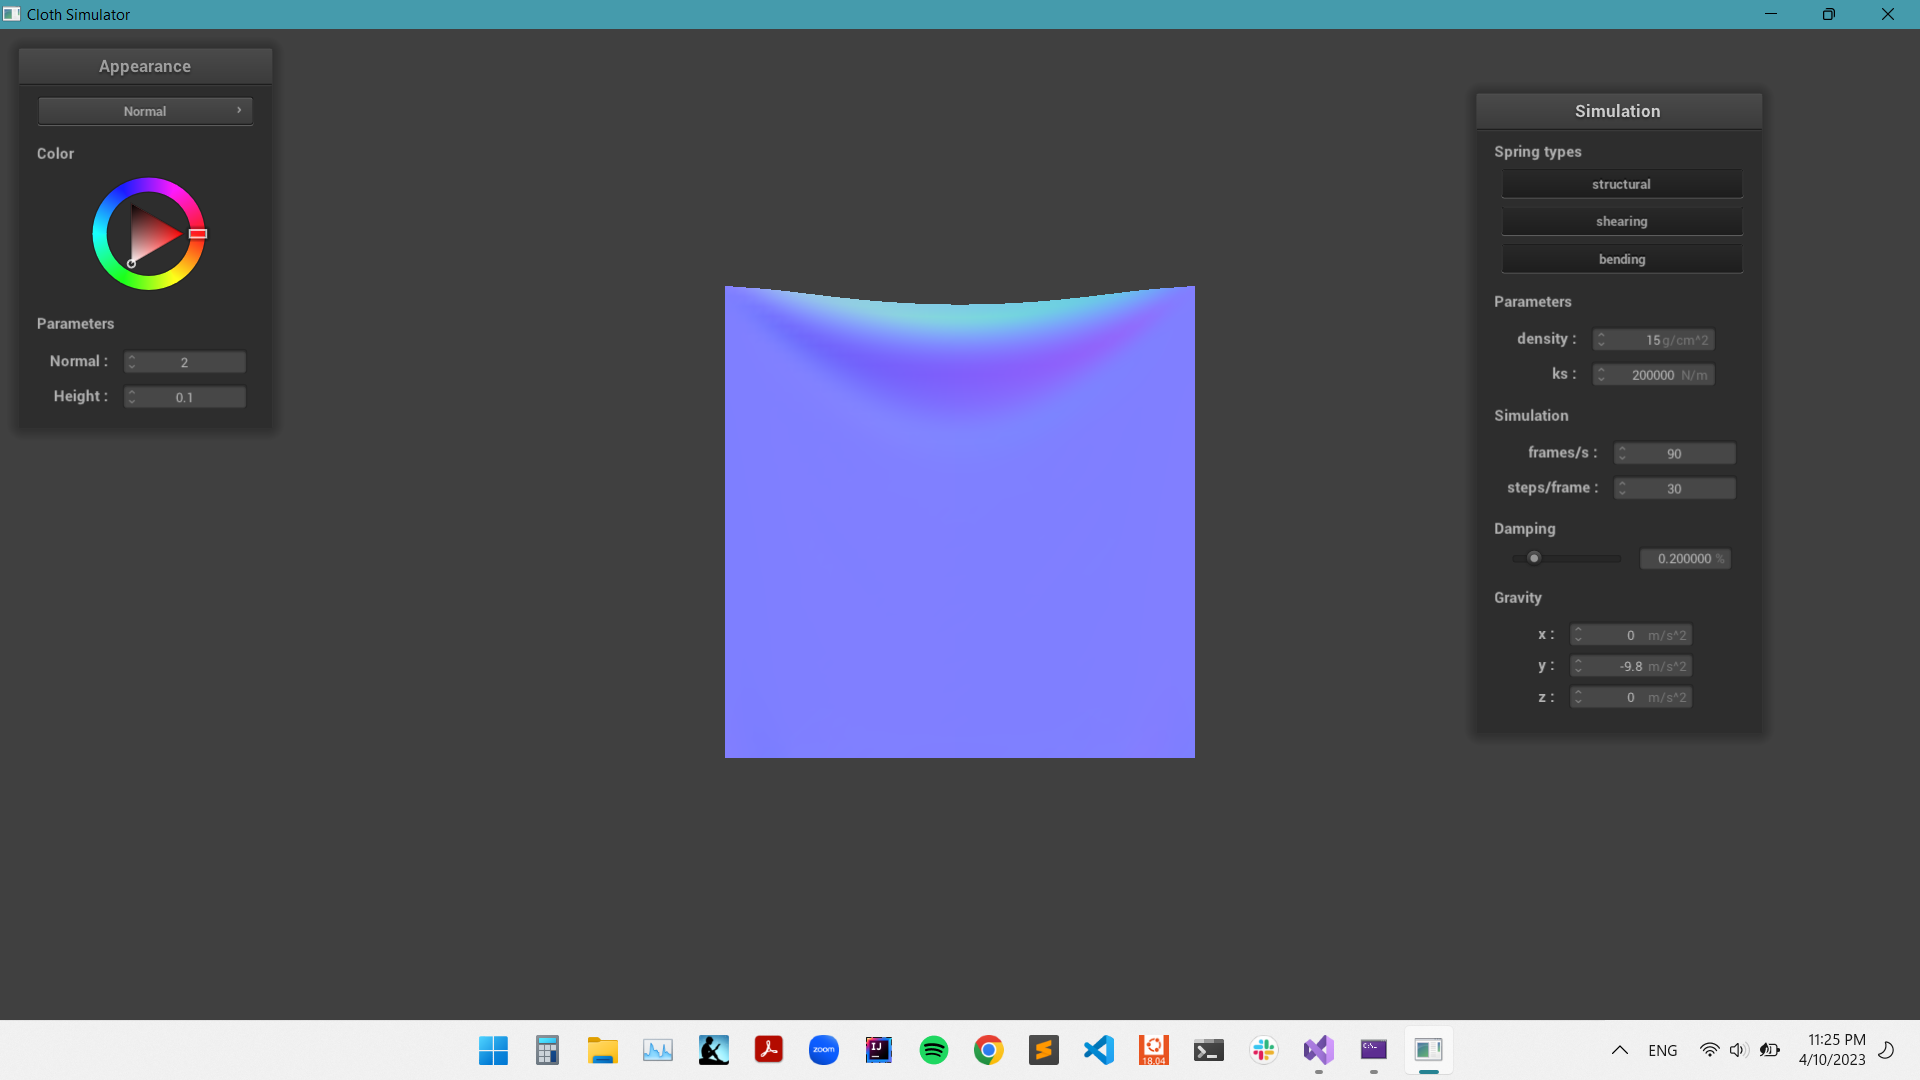 Cloth Simulator
Appearance
Normal
Color
Parameters
Normal : 2
Height : 0.1
Simulation
Spring types
structural
shearing
bending
Parameters
density : 15 g/cm^2
ks : 200000 N/m
Simulation
frames/s : 90
steps/frame : 30
Damping
0.200000 %
Gravity
x : 0 m/s^2
y : -9.8 m/s^2
z : 0 m/s^2
zoom
IJ
18.04
ENG
11:25 PM
4/10/2023